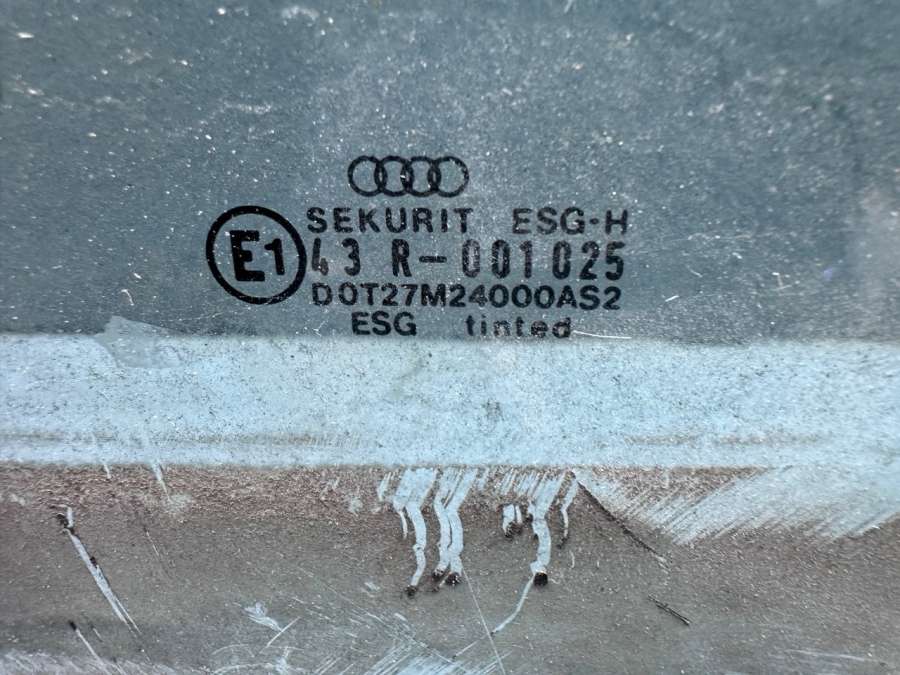 SEKURIT ESG-H
E1 43 R-001025
DOT27M24000AS2
ESG tinted